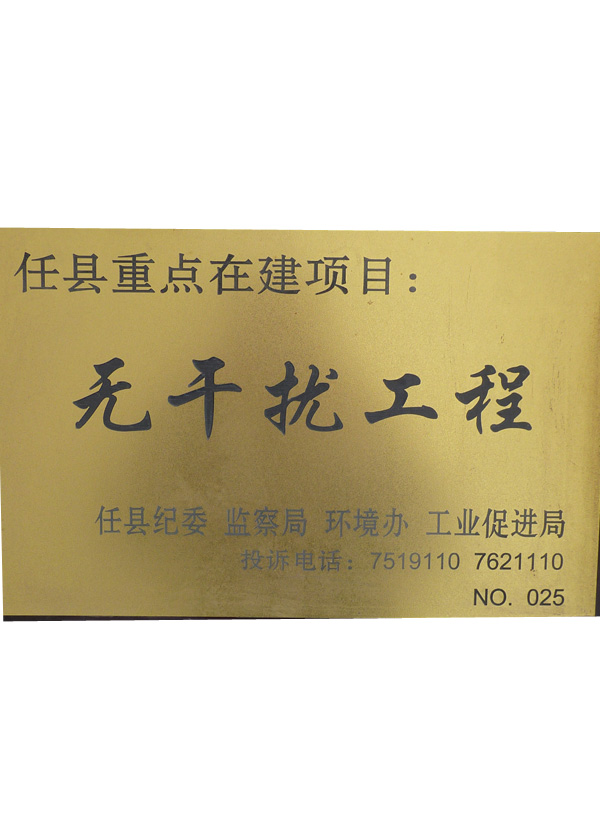 任县重点在建项目：
无干扰工程
任县纪委 监察局 环境办 工业促进局
投诉电话：7519110 7621110
NO. 025